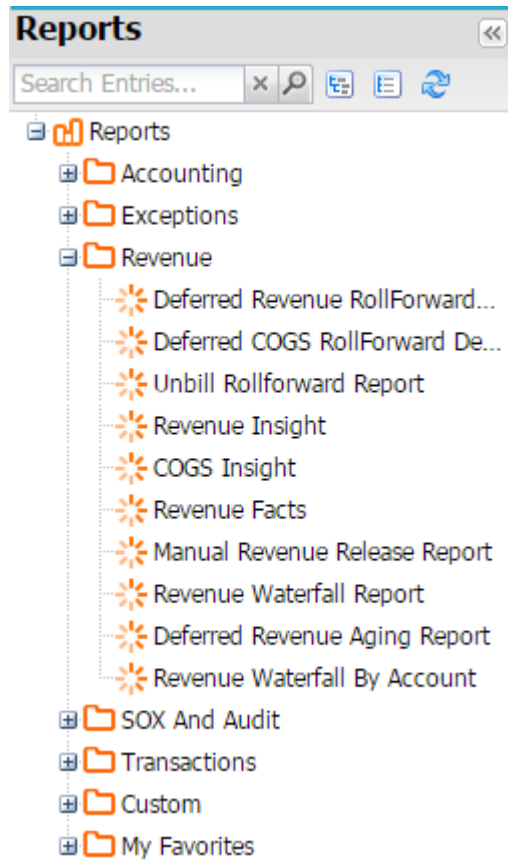 Reports
Search Entries...
Reports
Accounting
Exceptions
Revenue
Deferred Revenue RollForward...
Deferred COGS RollForward De...
Unbill Rollforward Report
Revenue Insight
COGS Insight
Revenue Facts
Manual Revenue Release Report
Revenue Waterfall Report
Deferred Revenue Aging Report
Revenue Waterfall By Account
SOX And Audit
Transactions
Custom
My Favorites